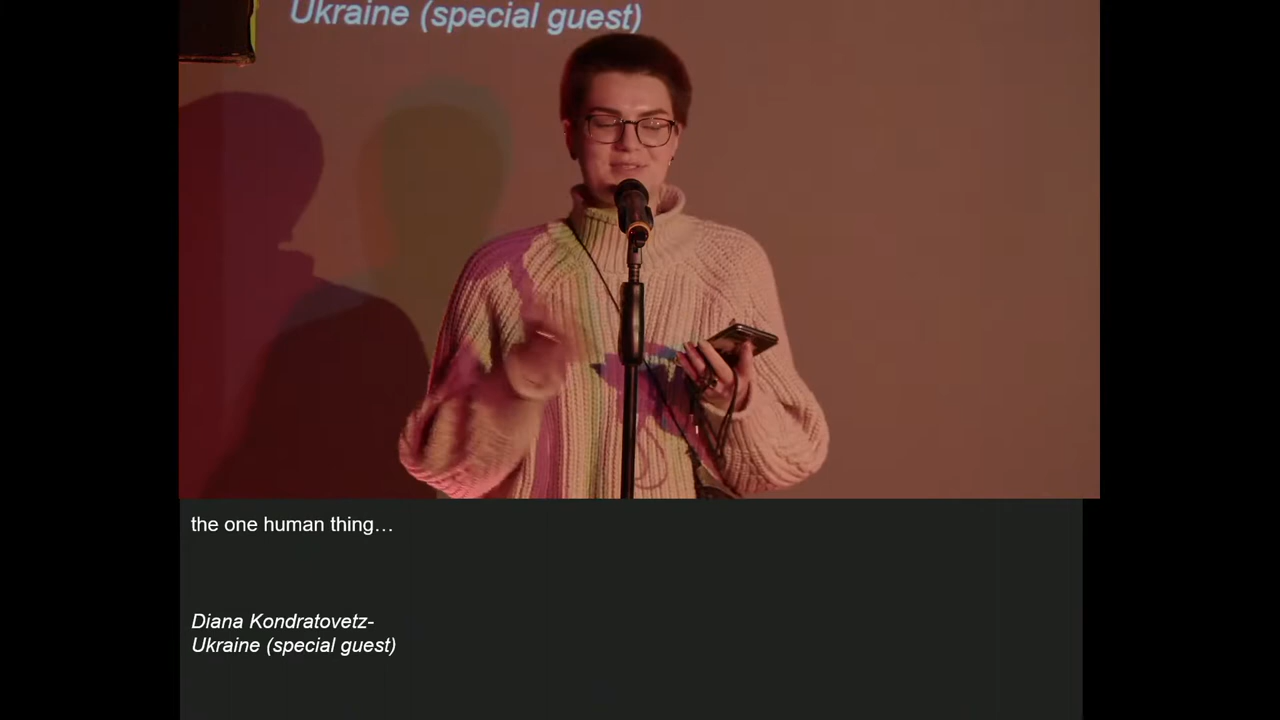 Ukraine (special guest)
the one human thing…
Diana Kondratovetz-
Ukraine (special guest)